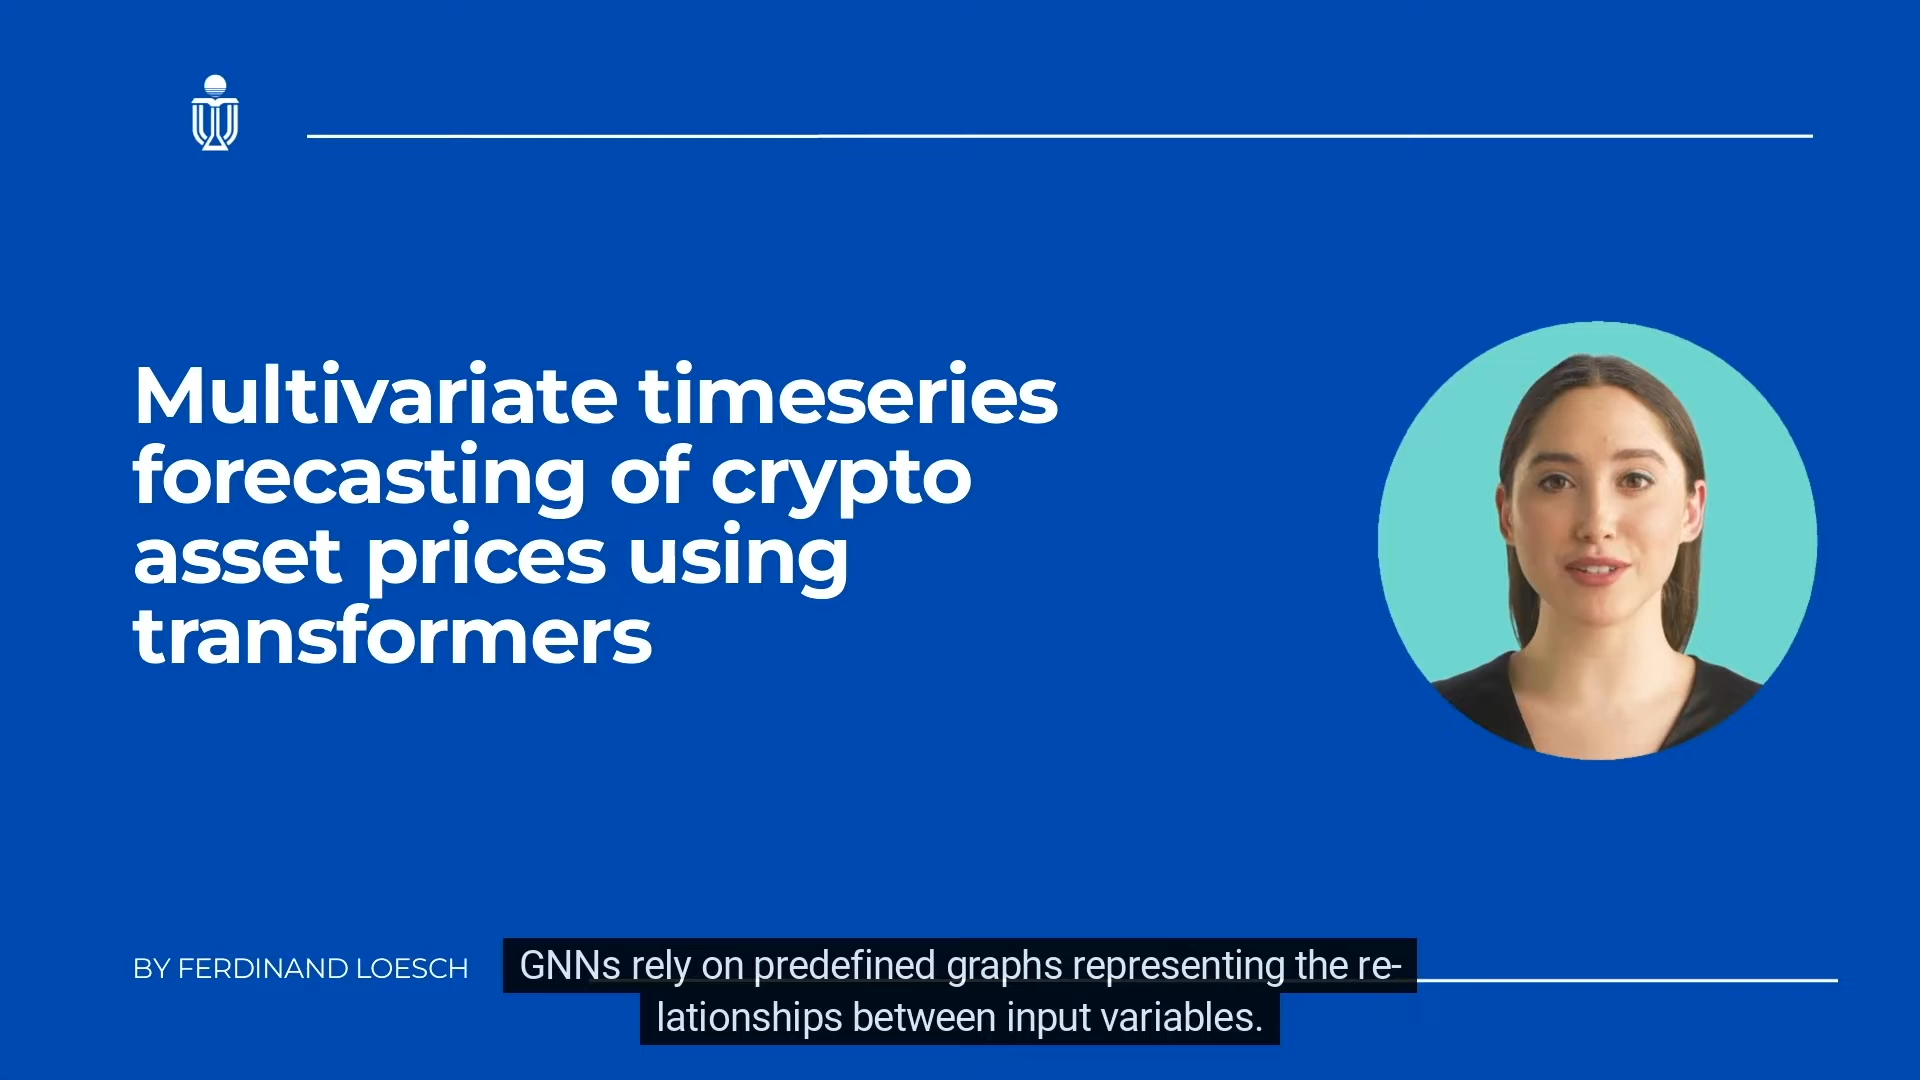 Multivariate timeseries
forecasting of crypto
asset prices using
transformers
BY FERDINAND LOESCH
GNNs rely on predefined graphs representing the re-
lationships between input variables.